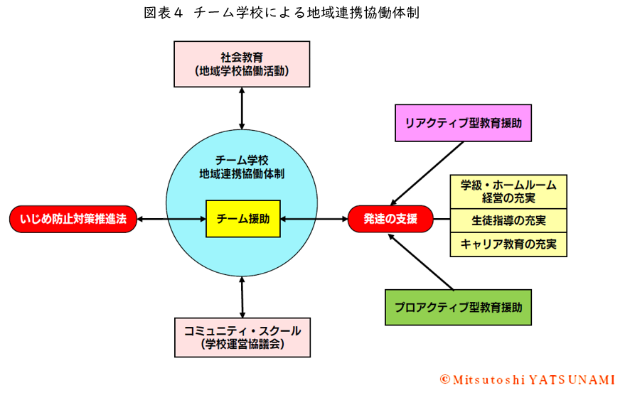 図表４ チーム学校による地域連携協働体制
社会教育
(地域学校協働活動)
リアクティブ型教育援助
チーム学校
地域連携協働体制
学級・ホームルーム
経営の充実
いじめ防止対策推進法
チーム援助
発達の支援
生徒指導の充実
キャリア教育の充実
プロアクティブ型教育援助
コミュニティ・スクール
(学校運営協議会)
©Mitsutoshi YATSUNAMI